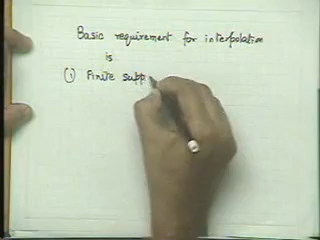 Basic requirement for interpolation
is
(1) Finite supp